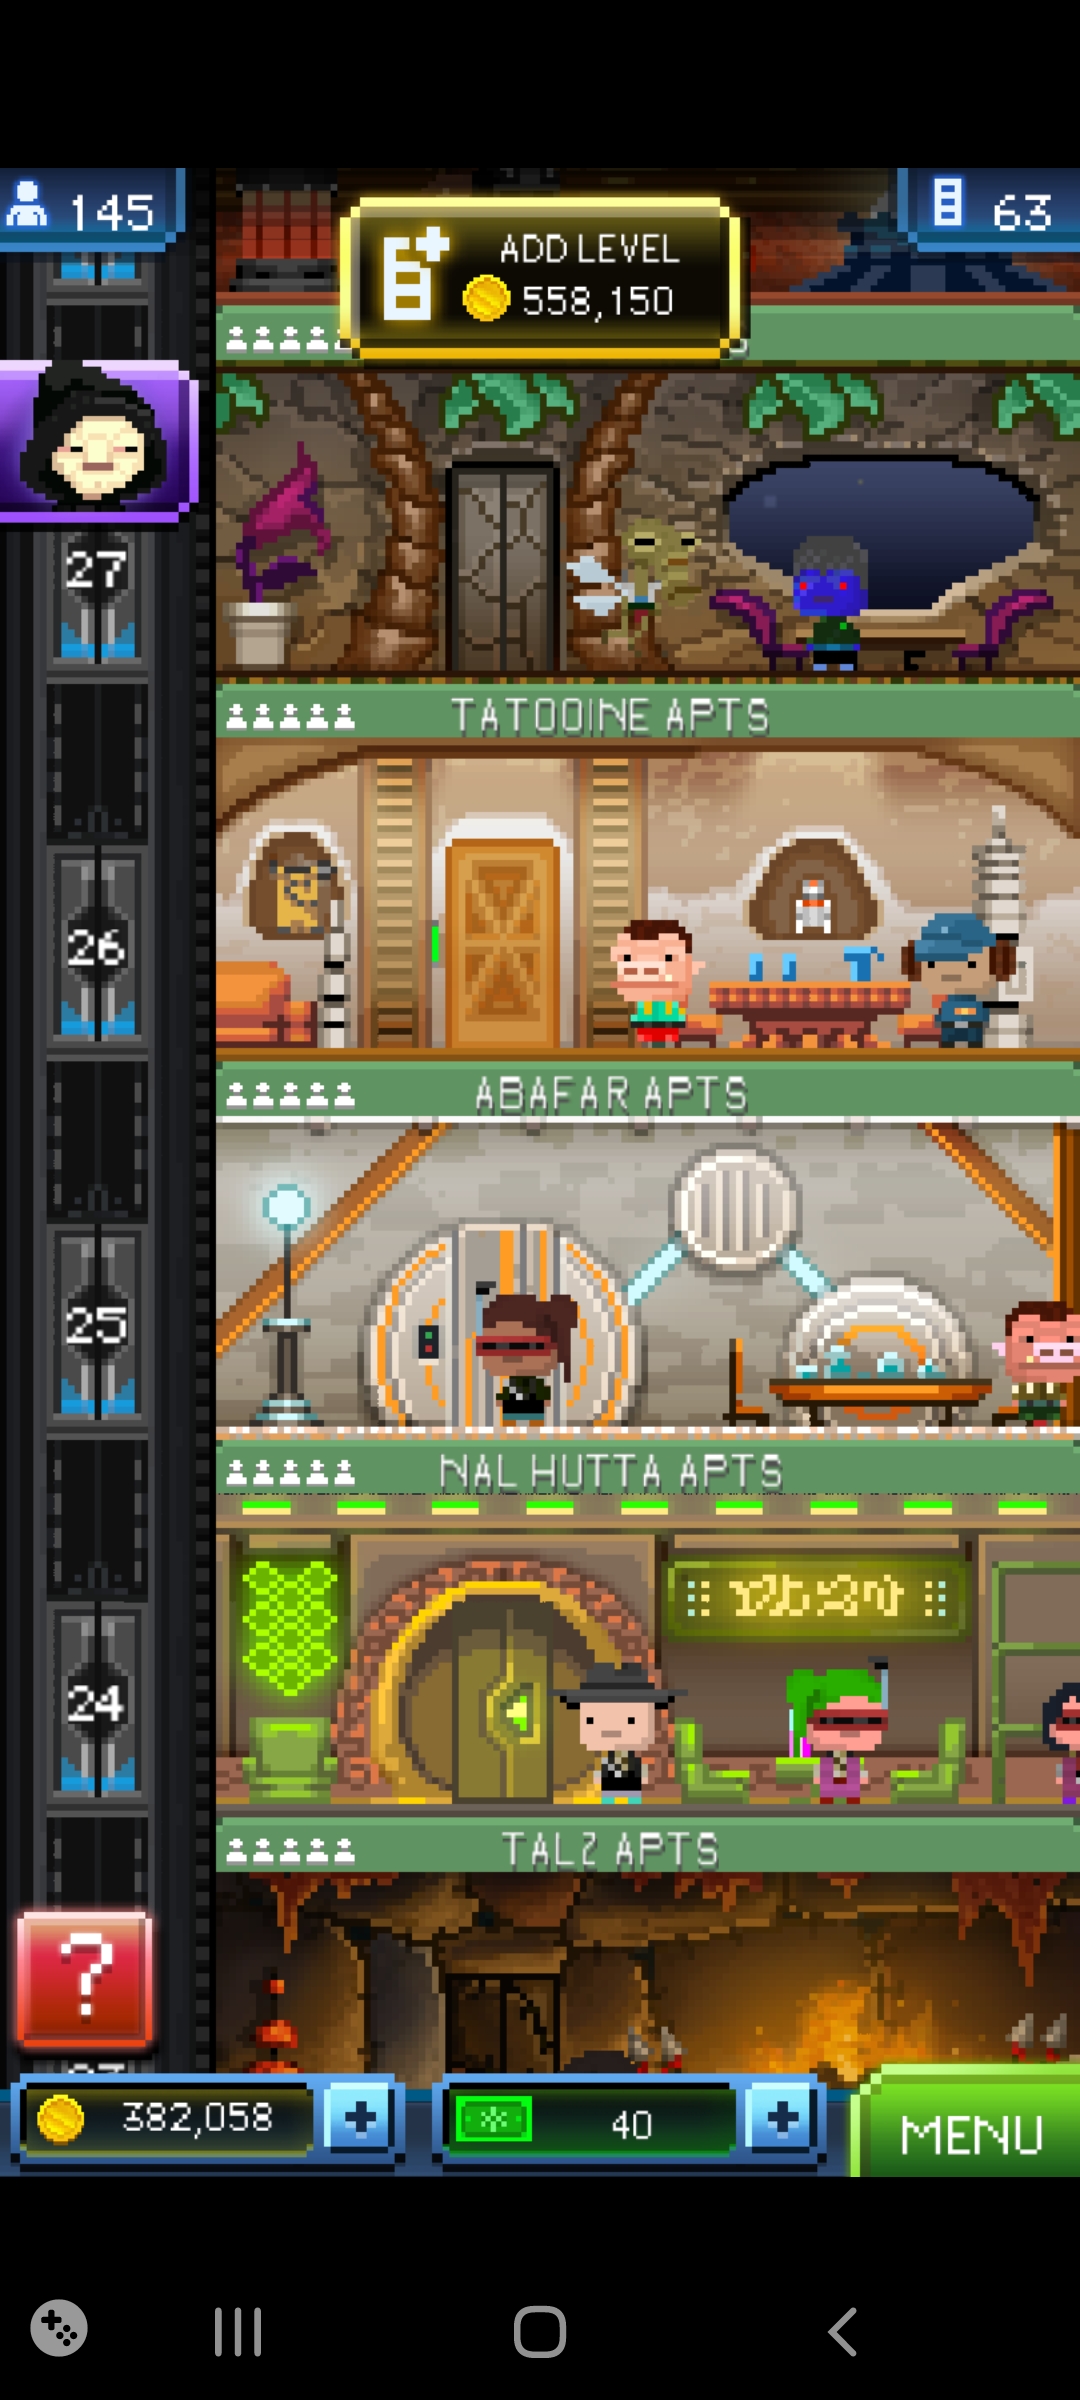 145
63
ADD LEVEL
558,150
27
TATOOINE APTS
26
ABAFAR APTS
25
NAL HUTTA APTS
24
TALZ APTS
?
382,058
40
MENU